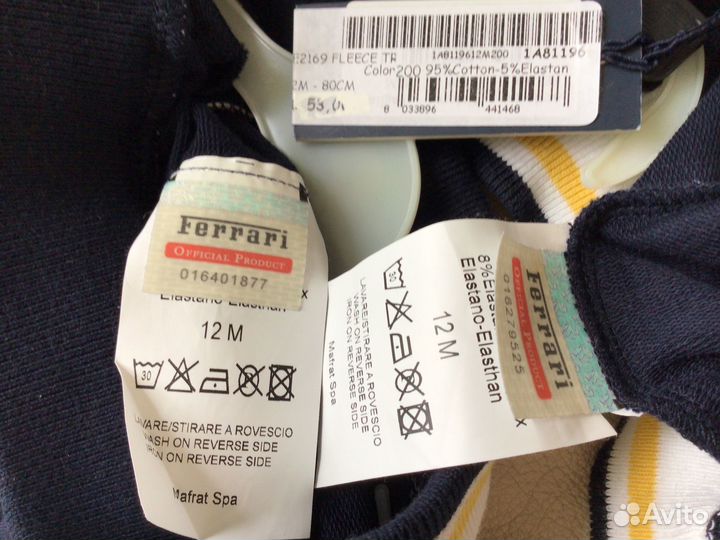 E2169 FLEECE TR
1A8119612M200
1A81196
Color200 95%Cotton-5%Elastan
2M - 80CM
8 033896 441468
Ferrari
OFFICIAL PRODUCT
016401877
Elastano-Elasthan
12 M
30
LAVARE/STIRARE A ROVESCIO
WASH ON REVERSE SIDE
IRON ON REVERSE SIDE
Mafrat Spa
Ferrari
OFFICIAL PRODUCT
016279525
8%Elast
Elastano-Elasthan
12 M
30
LAVARE/STIRARE A ROVESCIO
WASH ON REVERSE SIDE
IRON ON REVERSE SIDE
Mafrat Spa
Avito